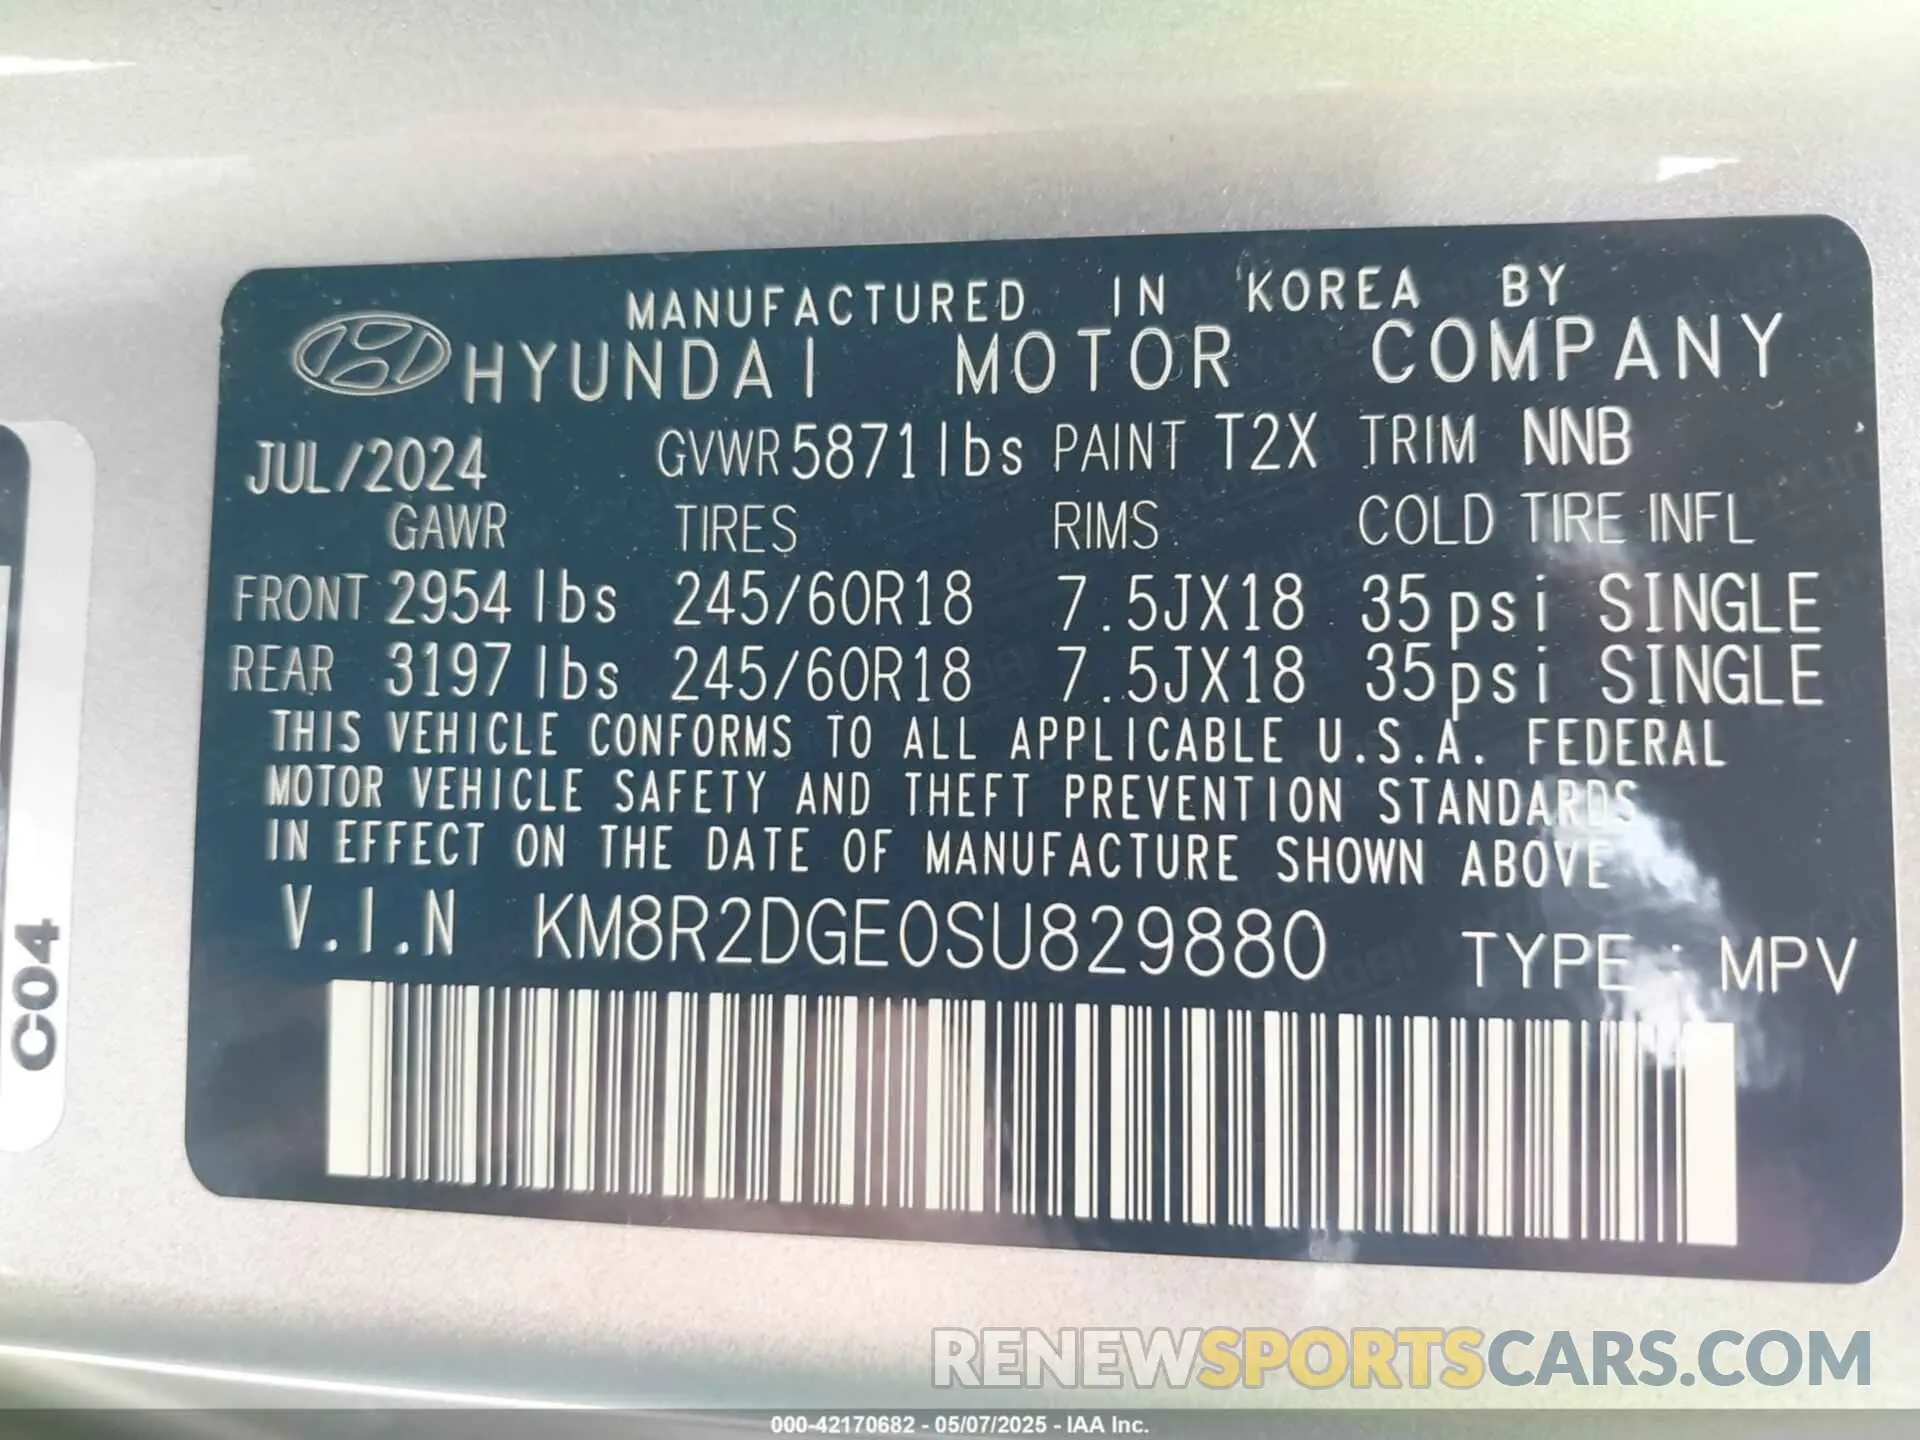 MANUFACTURED IN KOREA BY
HYUNDAI MOTOR COMPANY
JUL/2024 GVWR 5871lbs PAINT T2X TRIM NNB
GAWR TIRES RIMS COLD TIRE INFL
FRONT 2954 lbs 245/60R18 7.5JX18 35psi SINGLE
REAR 3197 lbs 245/60R18 7.5JX18 35psi SINGLE
THIS VEHICLE CONFORMS TO ALL APPLICABLE U.S.A. FEDERAL
MOTOR VEHICLE SAFETY AND THEFT PREVENTION STANDARDS
IN EFFECT ON THE DATE OF MANUFACTURE SHOWN ABOVE
V.I.N KM8R2DGE0SU829880 TYPE : MPV
C04
RENEWSPORTSCARS.COM
000-42170682 - 05/07/2025 - IAA Inc.